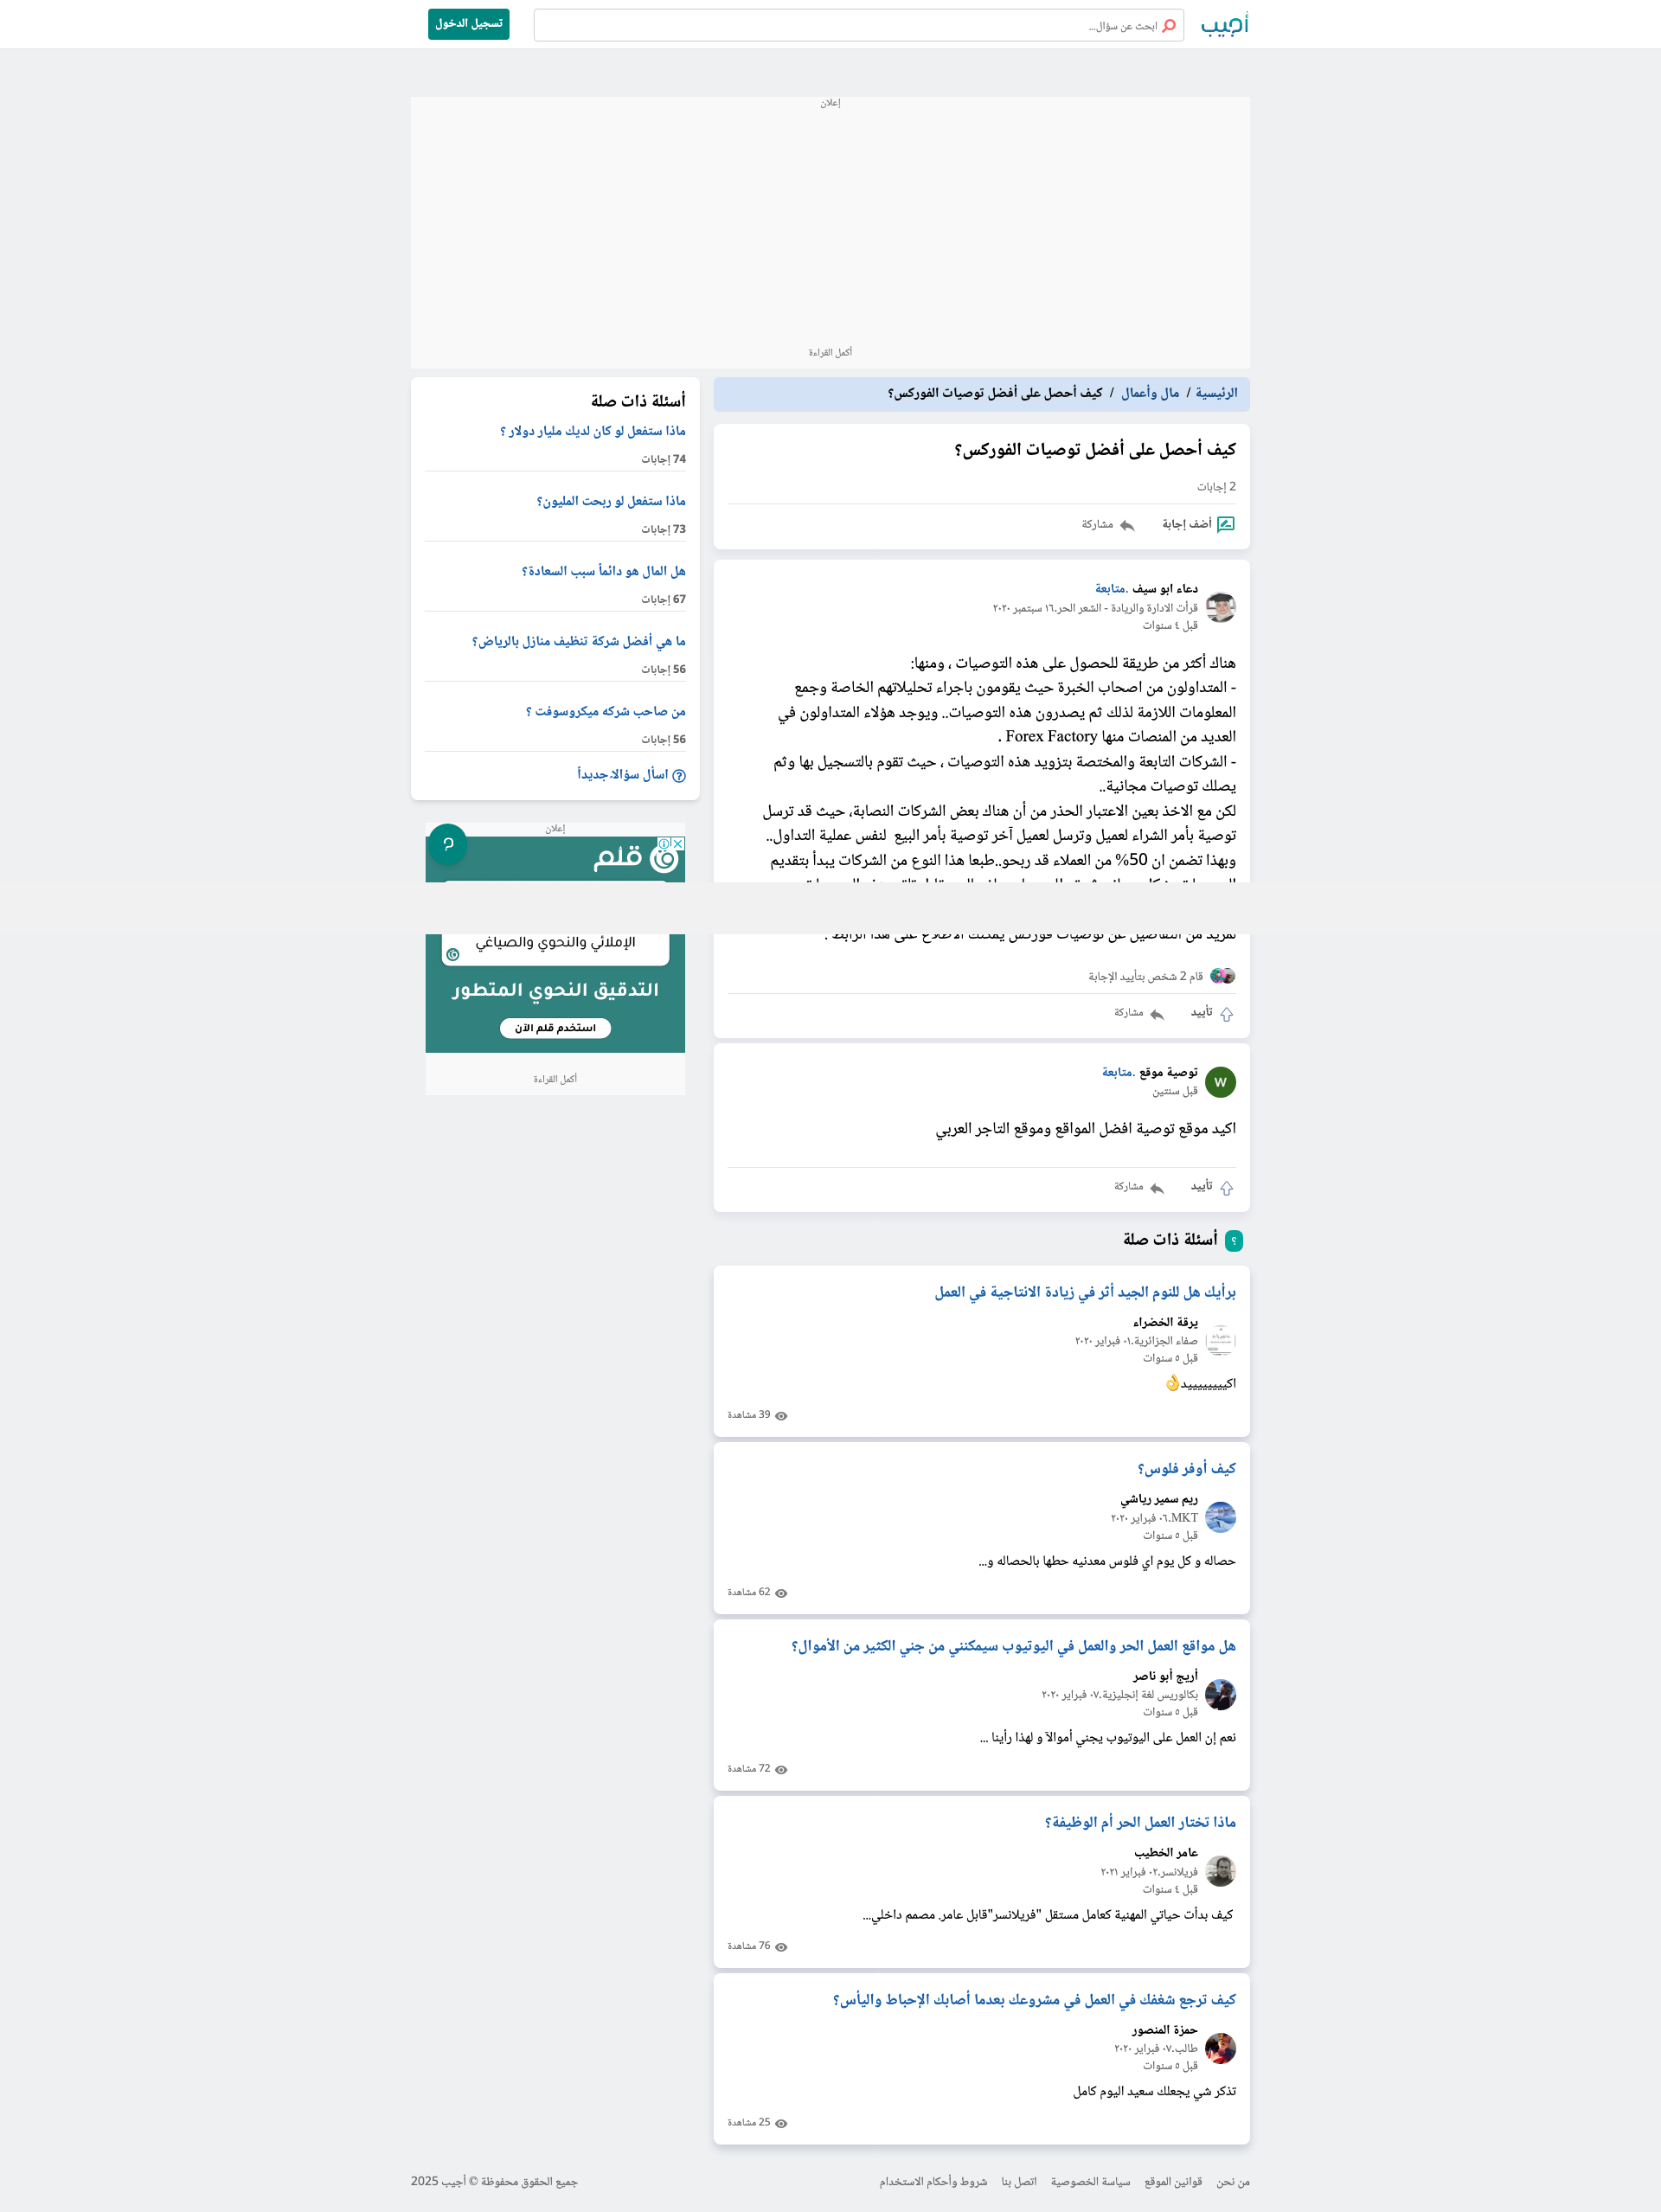 أجيب
ابحث عن سؤال...
تسجيل الدخول
إعلان
أكمل القراءة
الرئيسية / مال وأعمال / كيف أحصل على أفضل توصيات الفوركس؟
كيف أحصل على أفضل توصيات الفوركس؟
2 إجابات
أضف إجابة
مشاركة
دعاء ابو سيف .متابعة
قرأت الادارة والريادة - الشعر الحر.١٦ سبتمبر ٢٠٢٠
قبل ٤ سنوات
هناك أكثر من طريقة للحصول على هذه التوصيات ، ومنها:
- المتداولون من اصحاب الخبرة حيث يقومون باجراء تحليلاتهم الخاصة وجمع
المعلومات اللازمة لذلك ثم يصدرون هذه التوصيات.. ويوجد هؤلاء المتداولون في
العديد من المنصات منها Forex Factory .
- الشركات التابعة والمختصة بتزويد هذه التوصيات ، حيث تقوم بالتسجيل بها وثم
يصلك توصيات مجانية..
لكن مع الاخذ بعين الاعتبار الحذر من أن هناك بعض الشركات النصابة، حيث قد ترسل
توصية بأمر الشراء لعميل وترسل لعميل آخر توصية بأمر البيع لنفس عملية التداول..
وبهذا تضمن ان 50% من العملاء قد ربحو..طبعا هذا النوع من الشركات يبدأ بتقديم
لمزيد من التفاصيل عن توصيات فوركس يمكنك الاطلاع على هذا الرابط .
قام 2 شخص بتأييد الإجابة
تأييد
مشاركة
W
توصية موقع .متابعة
قبل سنتين
اكيد موقع توصية افضل المواقع وموقع التاجر العربي
تأييد
مشاركة
؟ أسئلة ذات صلة
برأيك هل للنوم الجيد أثر في زيادة الانتاجية في العمل
يرقة الخضراء
صفاء الجزائرية.٠١ فبراير ٢٠٢٠
قبل ٥ سنوات
اكيييييييييد👌
39 مشاهدة
كيف أوفر فلوس؟
ريم سمير رياشي
MKT.٠٦ فبراير ٢٠٢٠
قبل ٥ سنوات
حصاله و كل يوم اي فلوس معدنيه حطها بالحصاله و...
62 مشاهدة
هل مواقع العمل الحر والعمل في اليوتيوب سيمكنني من جني الكثير من الأموال؟
أريج أبو ناصر
بكالوريس لغة إنجليزية.٠٧ فبراير ٢٠٢٠
قبل ٥ سنوات
نعم إن العمل على اليوتيوب يجني أموالآ و لهذا رأينا ...
72 مشاهدة
ماذا تختار العمل الحر أم الوظيفة؟
عامر الخطيب
فريلانسر.٠٢ فبراير ٢٠٢١
قبل ٤ سنوات
كيف بدأت حياتي المهنية كعامل مستقل "فريلانسر"قابل عامر. مصمم داخلي...
76 مشاهدة
كيف ترجع شغفك في العمل في مشروعك بعدما أصابك الإحباط واليأس؟
حمزة المنصور
طالب.٠٧ فبراير ٢٠٢٠
قبل ٥ سنوات
تذكر شي يجعلك سعيد اليوم كامل
25 مشاهدة
أسئلة ذات صلة
ماذا ستفعل لو كان لديك مليار دولار ؟
74 إجابات
ماذا ستفعل لو ربحت المليون؟
73 إجابات
هل المال هو دائماً سبب السعادة؟
67 إجابات
ما هي أفضل شركة تنظيف منازل بالرياض؟
56 إجابات
من صاحب شركه ميكروسوفت ؟
56 إجابات
اسأل سؤالاً جديداً
إعلان
قلم
الإملائي والنحوي والصياغي
التدقيق النحوي المتطور
استخدم قلم الآن
أكمل القراءة
من نحن
قوانين الموقع
سياسة الخصوصية
اتصل بنا
شروط وأحكام الاستخدام
جميع الحقوق محفوظة © أجيب 2025